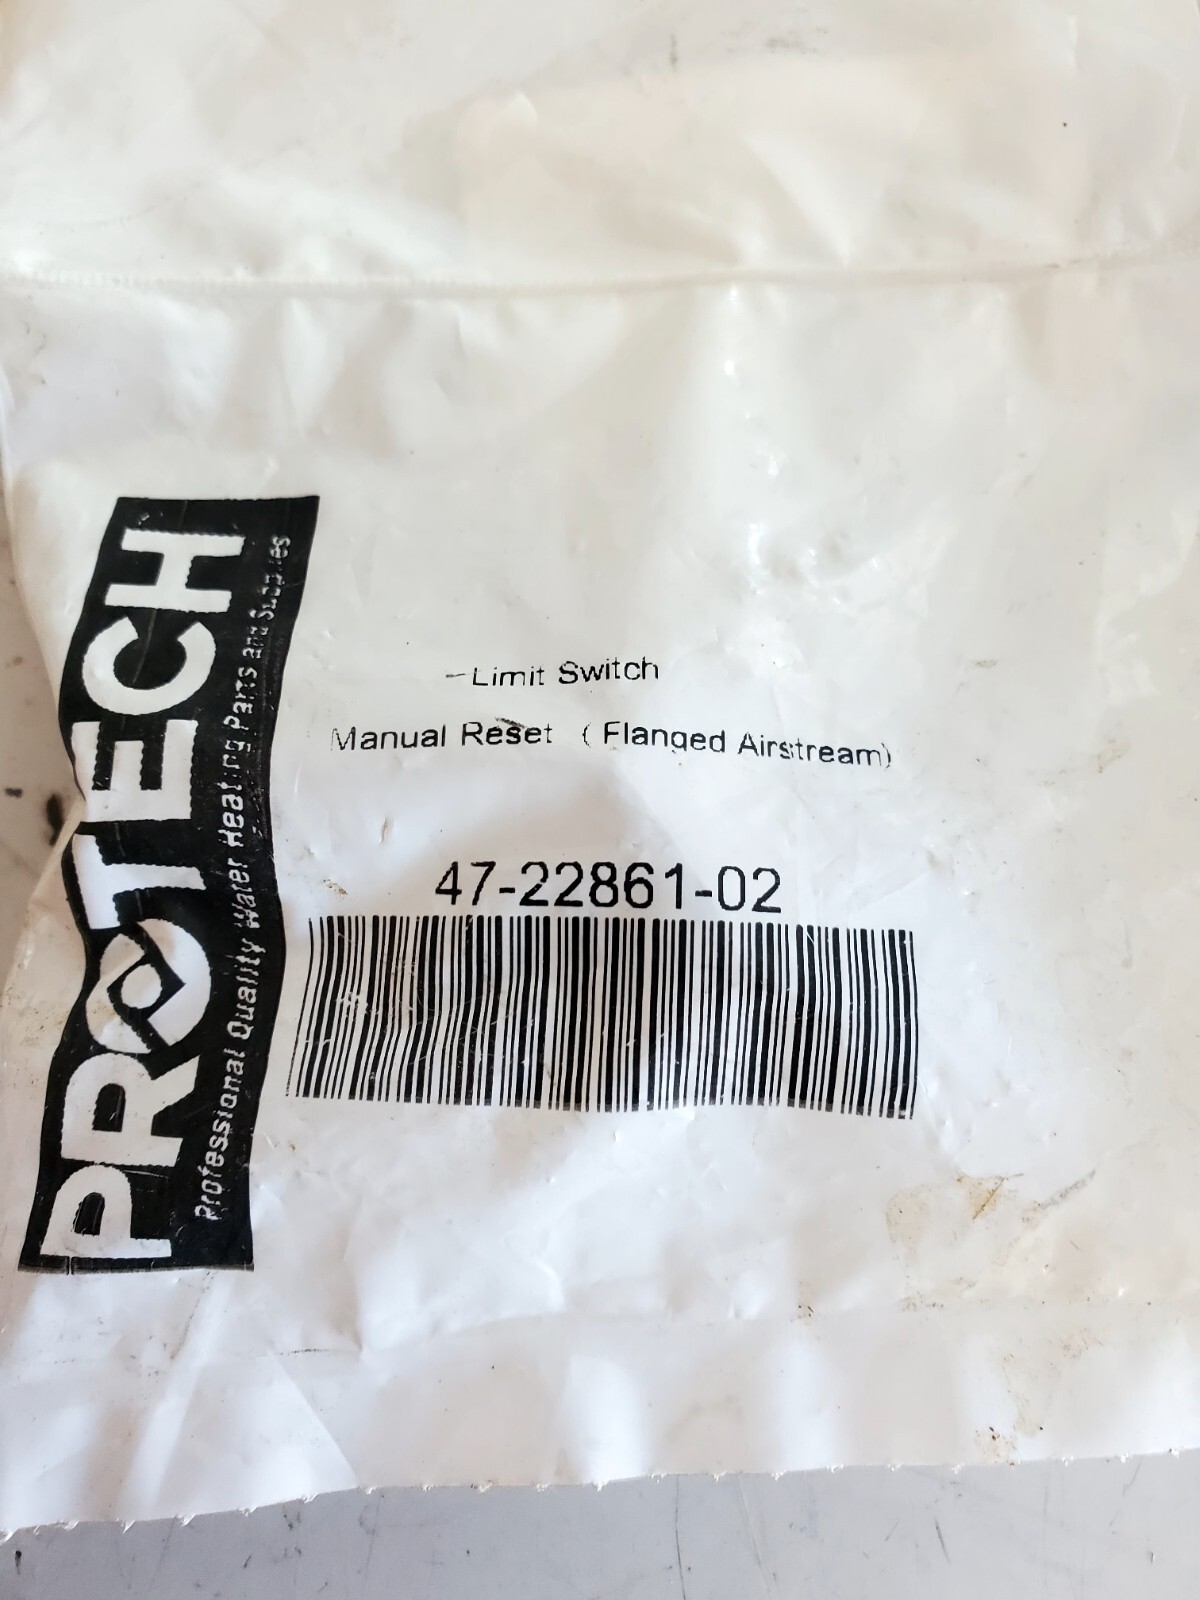 PROTECH
Professional Quality Water Heating Parts and Supplies
-Limit Switch
Manual Reset ( Flanged Airstream)
47-22861-02